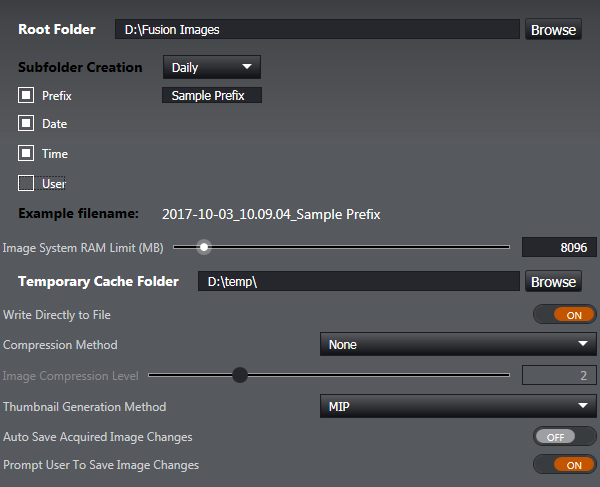 Root Folder D:\Fusion Images Browse
Subfolder Creation Daily
Prefix Sample Prefix
Date
Time
User
Example filename: 2017-10-03_10.09.04_Sample Prefix
Image System RAM Limit (MB) 8096
Temporary Cache Folder D:\temp\ Browse
Write Directly to File ON
Compression Method None
Image Compression Level 2
Thumbnail Generation Method MIP
Auto Save Acquired Image Changes OFF
Prompt User To Save Image Changes ON